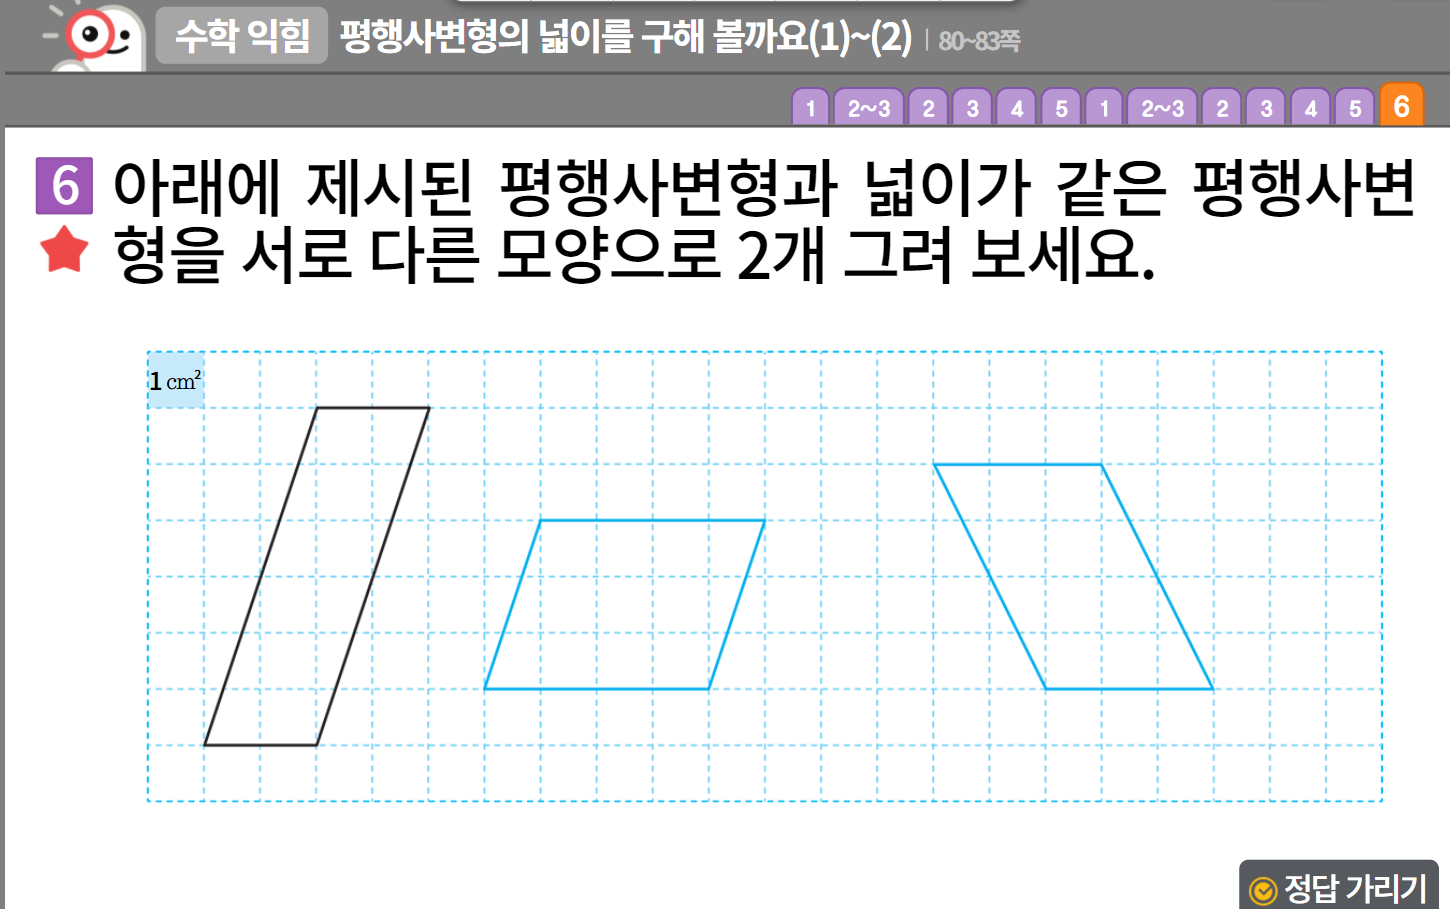 수학 익힘 평행사변형의 넓이를 구해 볼까요(1)~(2) | 80~83쪽
1 2~3 2 3 4 5 1 2~3 2 3 4 5 6
6 아래에 제시된 평행사변형과 넓이가 같은 평행사변
형을 서로 다른 모양으로 2개 그려 보세요.
1 cm²
정답 가리기